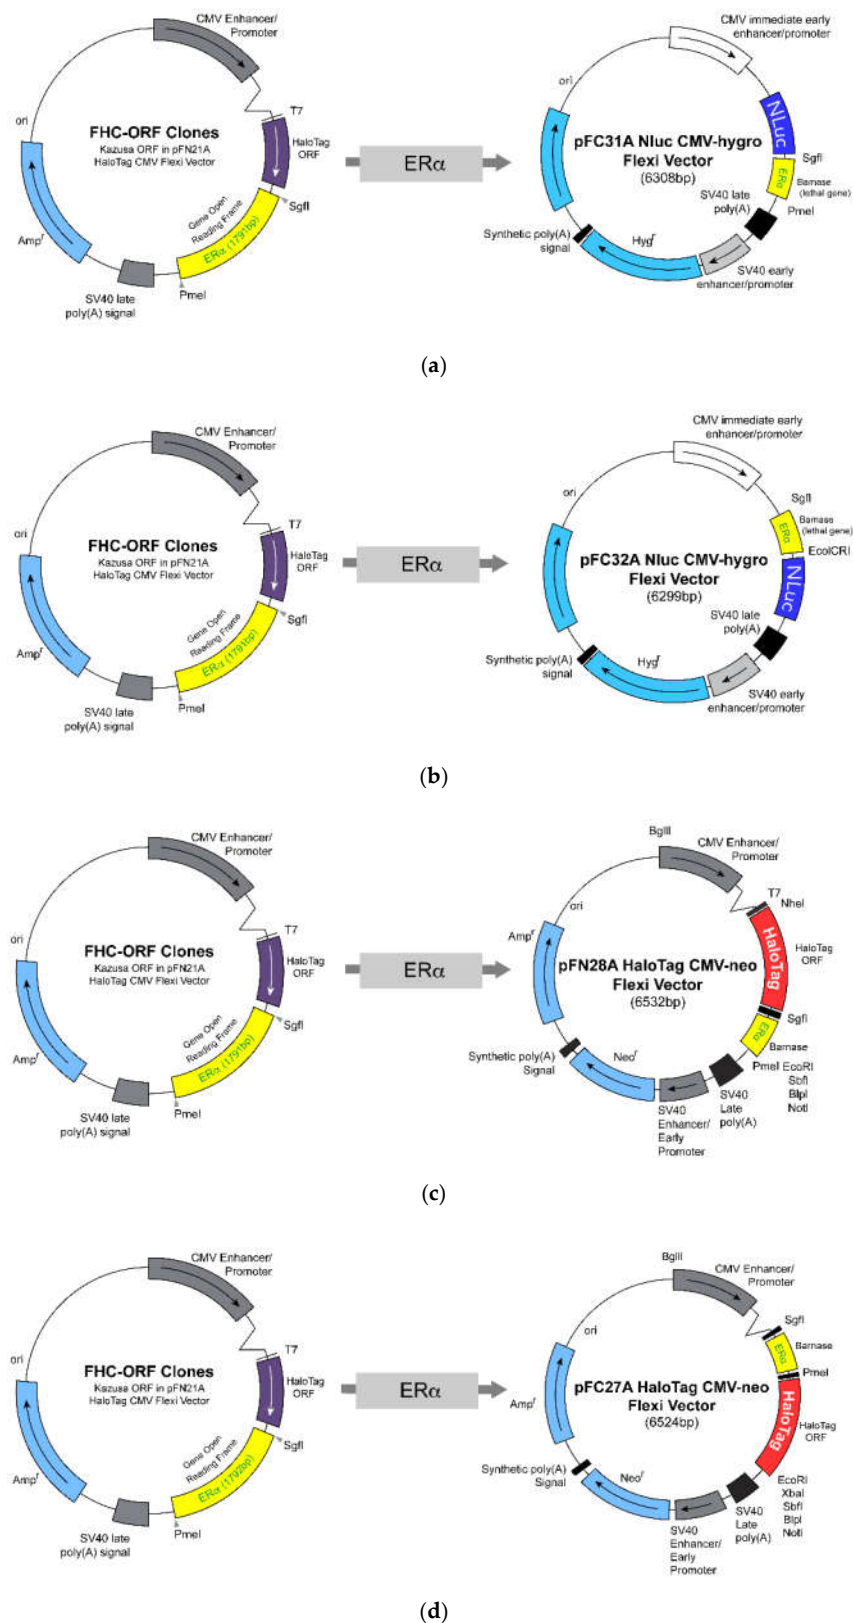 CMV Enhancer/
Promoter
T7
HaloTag
ORF
ori
FHC-ORF Clones
Kazusa ORF in pFN21A
HaloTag CMV Flexi Vector
SgfI
Gene Open
Reading Frame
ERα (1791bp)
Amp^r
PmeI
SV40 late
poly(A) signal
ERα
CMV immediate early
enhancer/promoter
ori
NLuc
pFC31A Nluc CMV-hygro
Flexi Vector
(6308bp)
SgfI
ERα
Barnase
(lethal gene)
SV40 late
poly(A)
PmeI
Synthetic poly(A)
signal
Hyg^r
SV40 early
enhancer/promoter
(a)
CMV Enhancer/
Promoter
T7
HaloTag
ORF
ori
FHC-ORF Clones
Kazusa ORF in pFN21A
HaloTag CMV Flexi Vector
SgfI
Gene Open
Reading Frame
ERα (1791bp)
Amp^r
PmeI
SV40 late
poly(A) signal
ERα
CMV immediate early
enhancer/promoter
ori
SgfI
ERα
Barnase
(lethal gene)
EcoICRI
pFC32A Nluc CMV-hygro
Flexi Vector
(6299bp)
NLuc
SV40 late
poly(A)
Synthetic poly(A)
signal
Hyg^r
SV40 early
enhancer/promoter
(b)
CMV Enhancer/
Promoter
T7
HaloTag
ORF
ori
FHC-ORF Clones
Kazusa ORF in pFN21A
HaloTag CMV Flexi Vector
SgfI
Gene Open
Reading Frame
ERα (1791bp)
Amp^r
PmeI
SV40 late
poly(A) signal
ERα
BglII
CMV Enhancer/
Promoter
T7
NheI
ori
Amp^r
HaloTag
HaloTag
ORF
pFN28A HaloTag CMV-neo
Flexi Vector
(6532bp)
SgfI
ERα
Barnase
Synthetic poly(A)
Signal
Neo^r
PmeI
EcoRI
SbfI
BlpI
NotI
SV40
Late
poly(A)
SV40
Enhancer/
Early
Promoter
(c)
CMV Enhancer/
Promoter
T7
HaloTag
ORF
ori
FHC-ORF Clones
Kazusa ORF in pFN21A
HaloTag CMV Flexi Vector
SgfI
Gene Open
Reading Frame
ERα (1792bp)
Amp^r
PmeI
SV40 late
poly(A) signal
ERα
BglII
CMV Enhancer/
Promoter
SgfI
ori
ERα
Barnase
PmeI
pFC27A HaloTag CMV-neo
Flexi Vector
(6524bp)
Amp^r
HaloTag
HaloTag
ORF
Synthetic poly(A)
Signal
Neo^r
EcoRI
XbaI
SbfI
BlpI
NotI
SV40
Late
poly(A)
SV40
Enhancer/
Early
Promoter
(d)